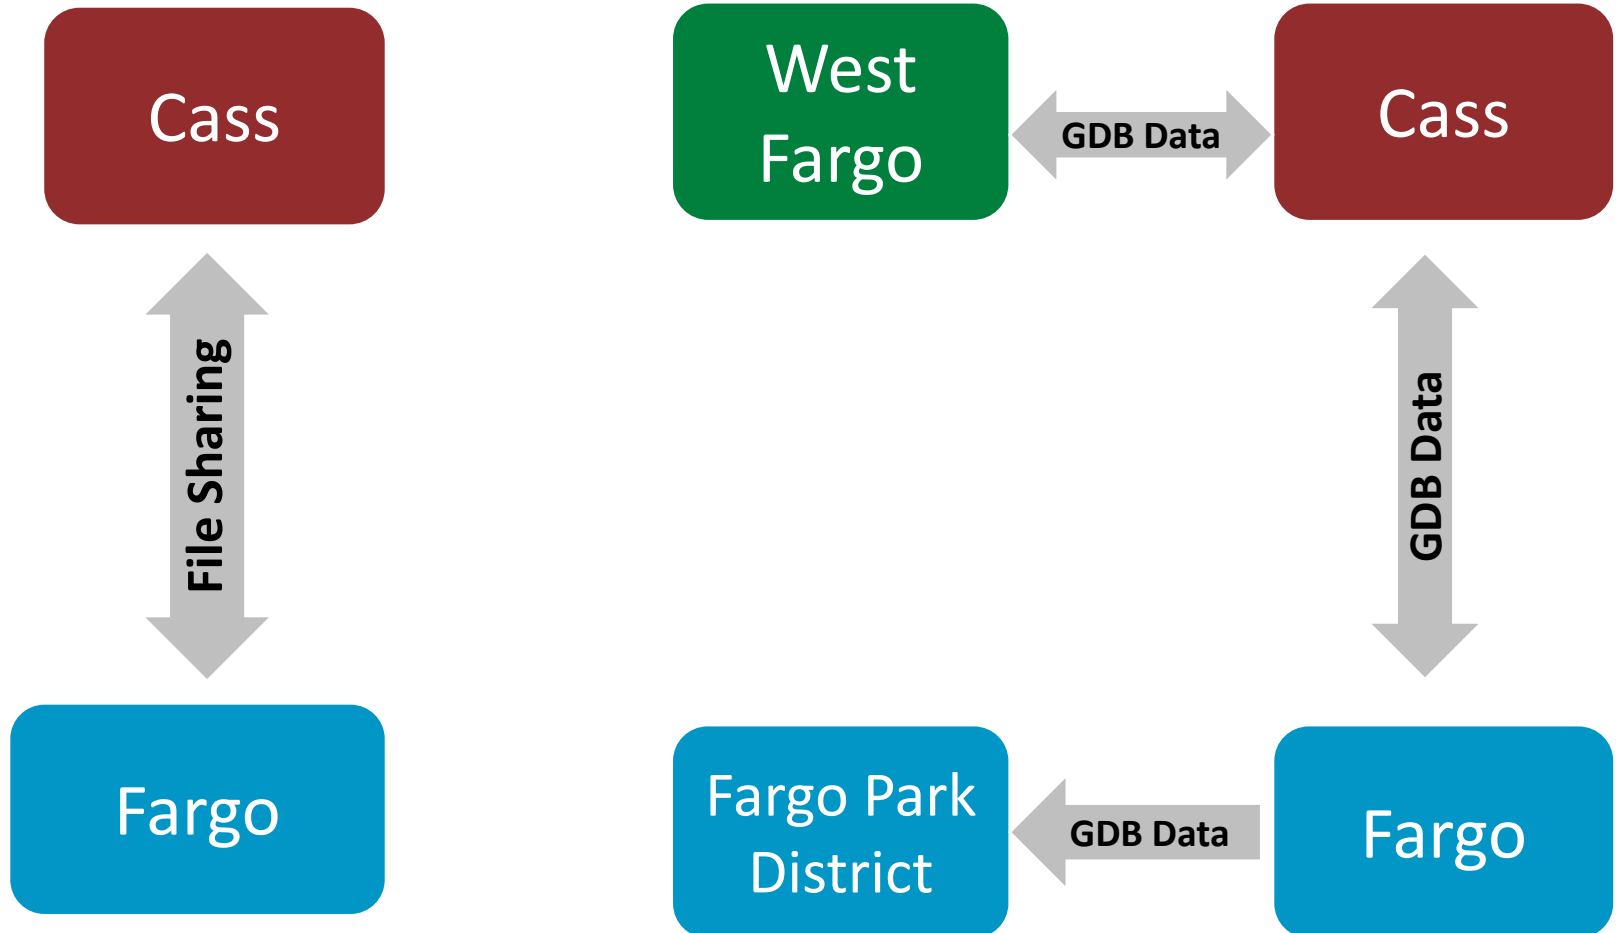 Cass
File Sharing
Fargo
West
Fargo
GDB Data
Cass
GDB Data
Fargo Park
District
GDB Data
Fargo